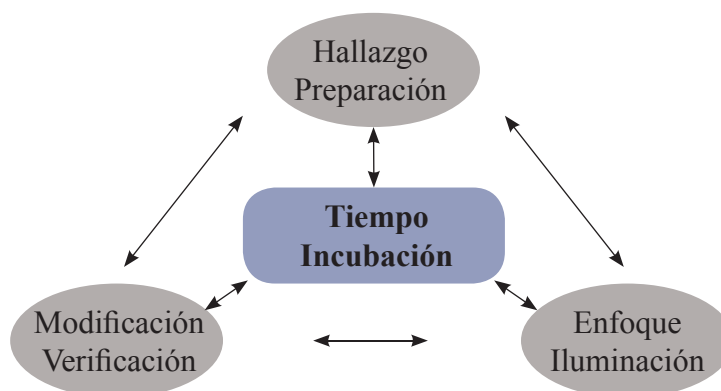 Hallazgo
Preparación
Tiempo
Incubación
Modificación
Verificación
Enfoque
Iluminación